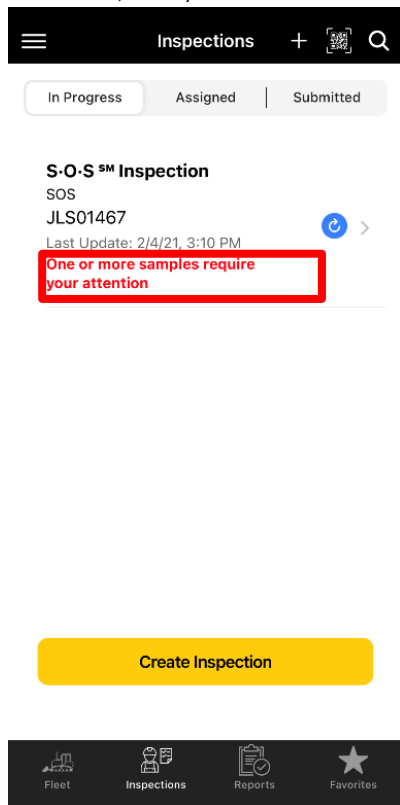 Inspections
In Progress
Assigned
Submitted
S·O·S ℠ Inspection
SOS
JLS01467
Last Update: 2/4/21, 3:10 PM
One or more samples require
your attention
Create Inspection
Fleet
Inspections
Reports
Favorites